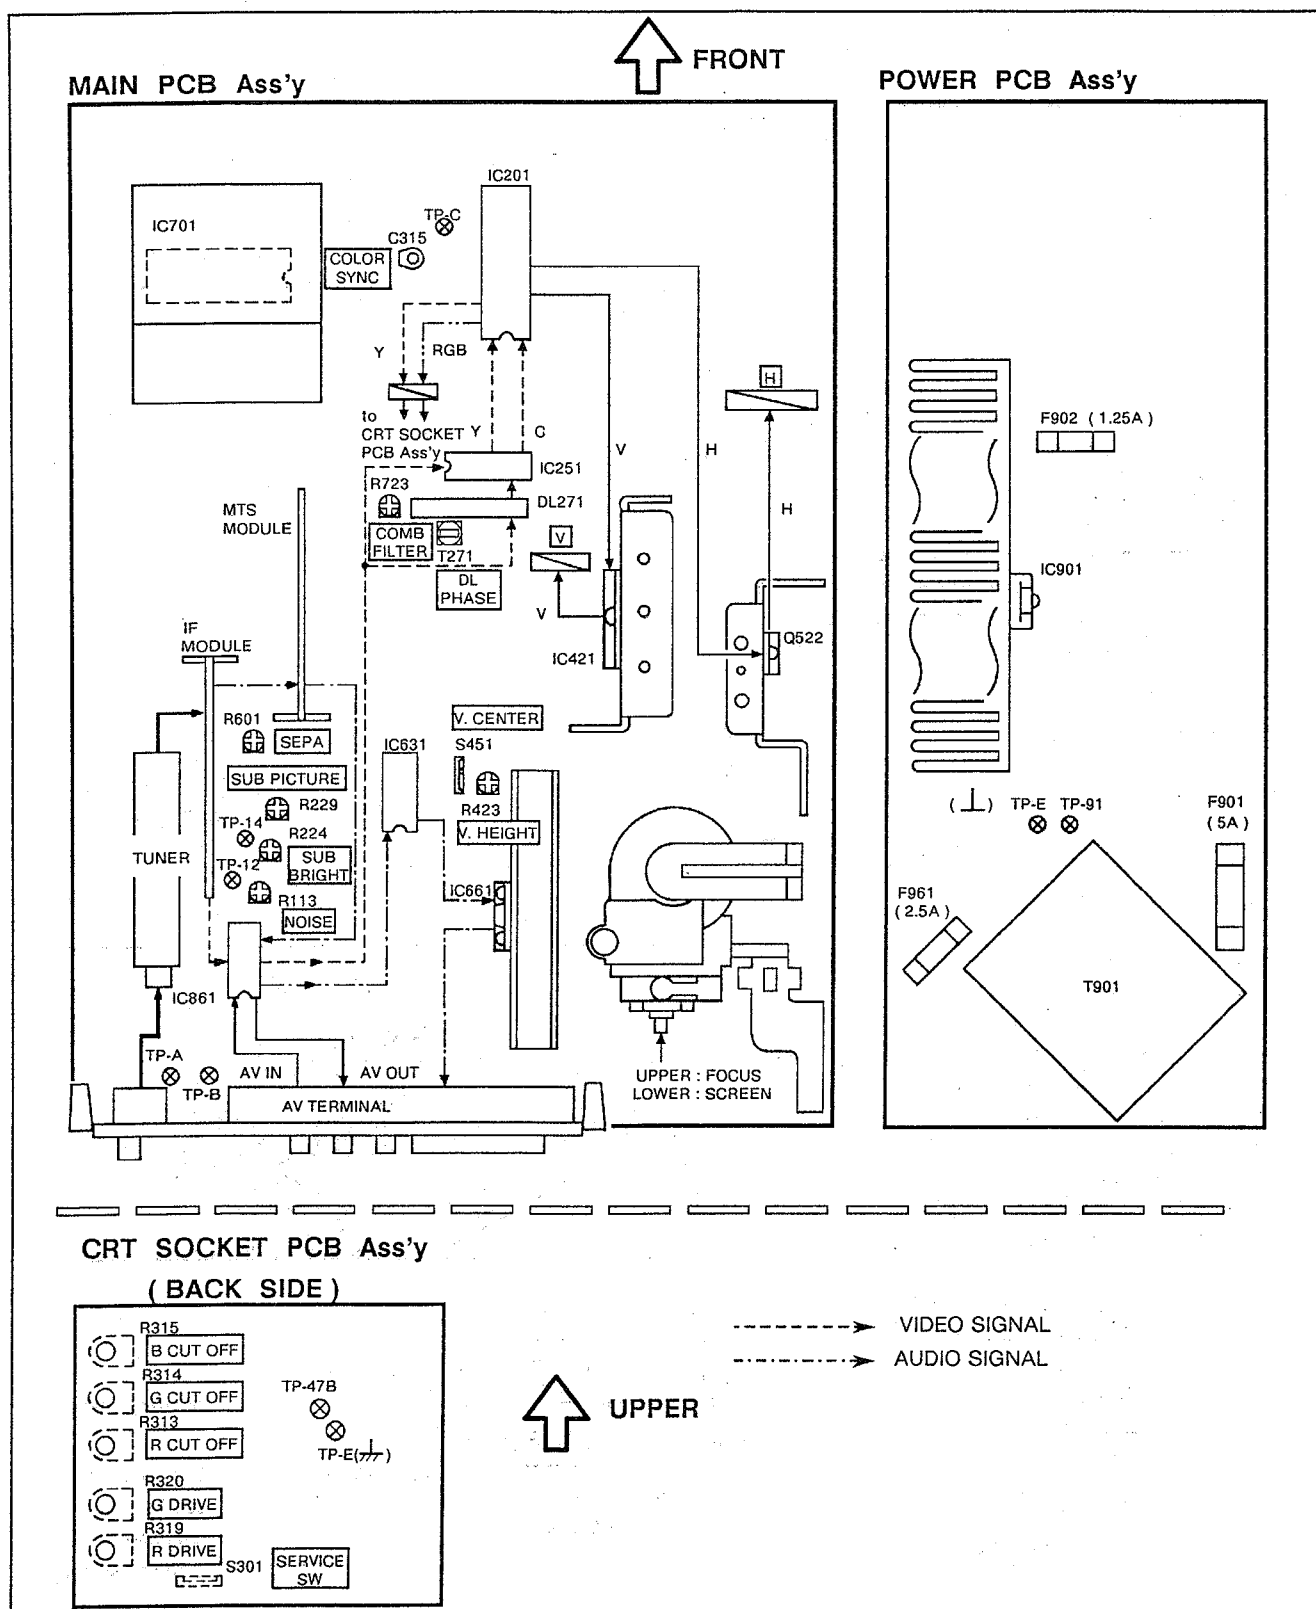 FRONT
MAIN PCB Ass'y
POWER PCB Ass'y
IC201
TP-C
IC701
C315
COLOR
SYNC
Y
RGB
H
to
CRT SOCKET
PCB Ass'y
Y
C
V
H
F902 (1.25A)
IC251
R723
DL271
MTS
MODULE
COMB
FILTER
T271
V
H
DL
PHASE
IC901
V
IF
MODULE
IC421
Q522
R601
SEPA
V. CENTER
IC631
S451
SUB PICTURE
R229
R423
TP-14
R224
V. HEIGHT
TUNER
SUB
BRIGHT
TP-12
IC661
R113
NOISE
IC861
( )
TP-E
TP-91
F901
(5A)
F961
(2.5A)
T901
TP-A
TP-B
AV IN
AV OUT
AV TERMINAL
UPPER : FOCUS
LOWER : SCREEN
CRT SOCKET PCB Ass'y
(BACK SIDE)
R315
B CUT OFF
R314
G CUT OFF
R313
R CUT OFF
R320
G DRIVE
R319
R DRIVE
S301
SERVICE
SW
TP-47B
TP-E( )
UPPER
VIDEO SIGNAL
AUDIO SIGNAL